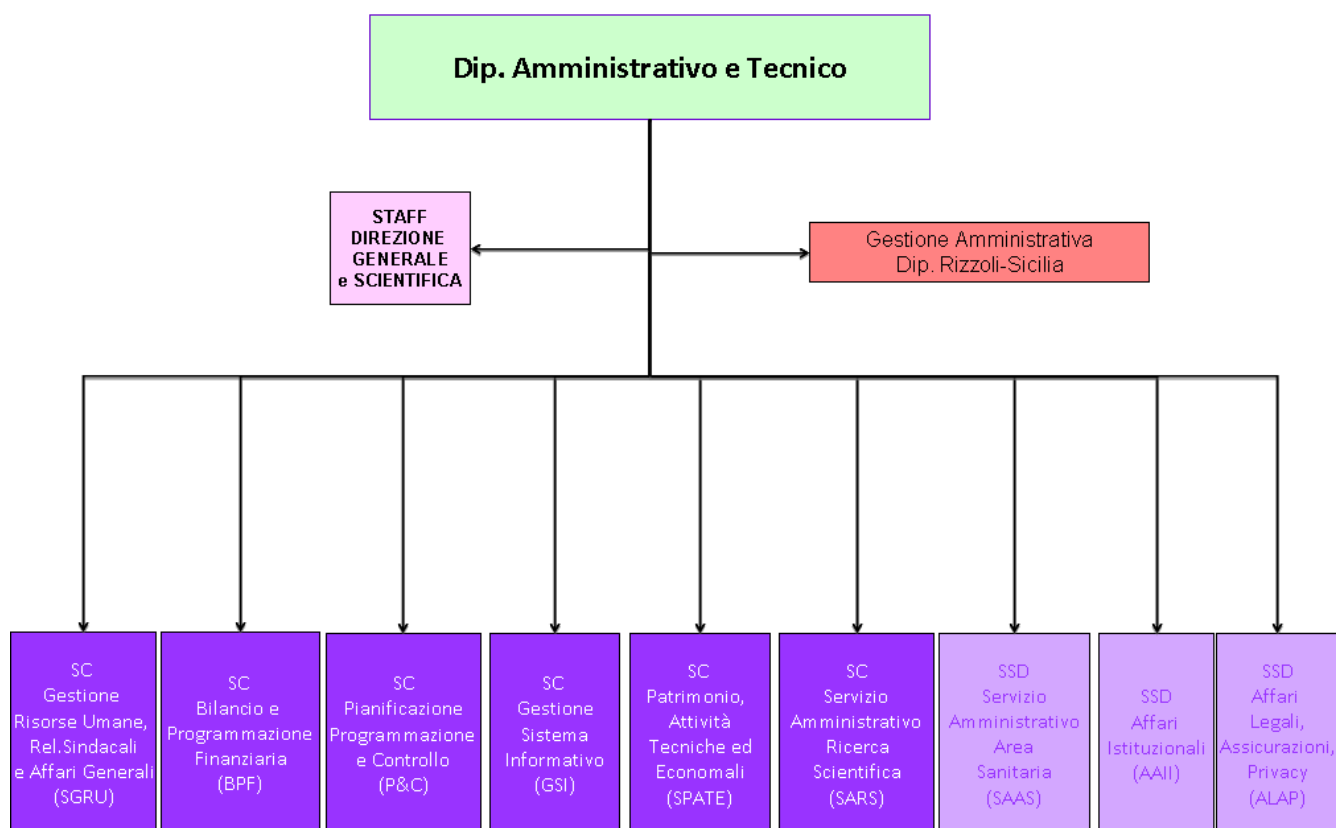 Dip. Amministrativo e Tecnico
STAFF
DIREZIONE
GENERALE
e SCIENTIFICA
Gestione Amministrativa
Dip. Rizzoli-Sicilia
SC
Gestione
Risorse Umane,
Rel.Sindacali
e Affari Generali
(SGRU)
SC
Bilancio e
Programmazione
Finanziaria
(BPF)
SC
Pianificazione
Programmazione
e Controllo
(P&C)
SC
Gestione
Sistema
Informativo
(GSI)
SC
Patrimonio,
Attività
Tecniche ed
Economali
(SPATE)
SC
Servizio
Amministrativo
Ricerca
Scientifica
(SARS)
SSD
Servizio
Amministrativo
Area
Sanitaria
(SAAS)
SSD
Affari
Istituzionali
(AAII)
SSD
Affari
Legali,
Assicurazioni,
Privacy
(ALAP)